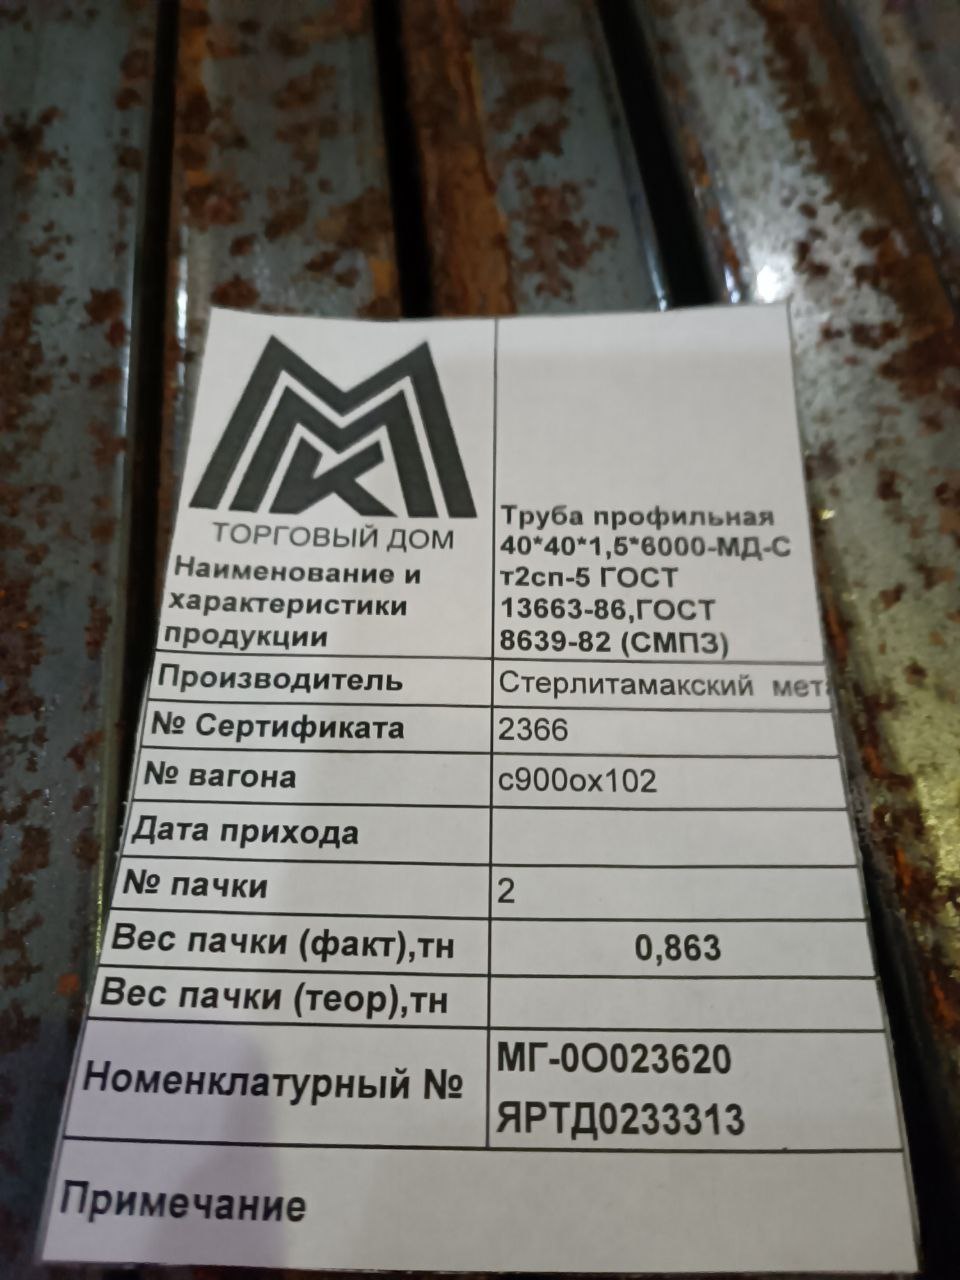 ММК
ТОРГОВЫЙ ДОМ
Наименование и
характеристики
продукции
Труба профильная
40*40*1,5*6000-МД-С
т2сп-5 ГОСТ
13663-86,ГОСТ
8639-82 (СМПЗ)
Производитель Стерлитамакский мет
№ Сертификата 2366
№ вагона с900ох102
Дата прихода
№ пачки 2
Вес пачки (факт),тн 0,863
Вес пачки (теор),тн
Номенклатурный № МГ-0О023620
ЯРТД0233313
Примечание